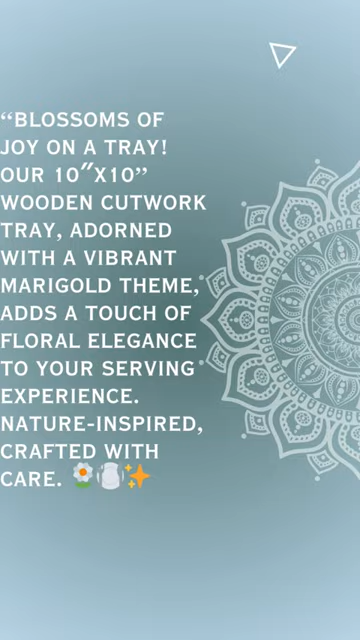 “BLOSSOMS OF
JOY ON A TRAY!
OUR 10″X10”
WOODEN CUTWORK
TRAY, ADORNED
WITH A VIBRANT
MARIGOLD THEME,
ADDS A TOUCH OF
FLORAL ELEGANCE
TO YOUR SERVING
EXPERIENCE.
NATURE-INSPIRED,
CRAFTED WITH
CARE. 🌼🍽️✨